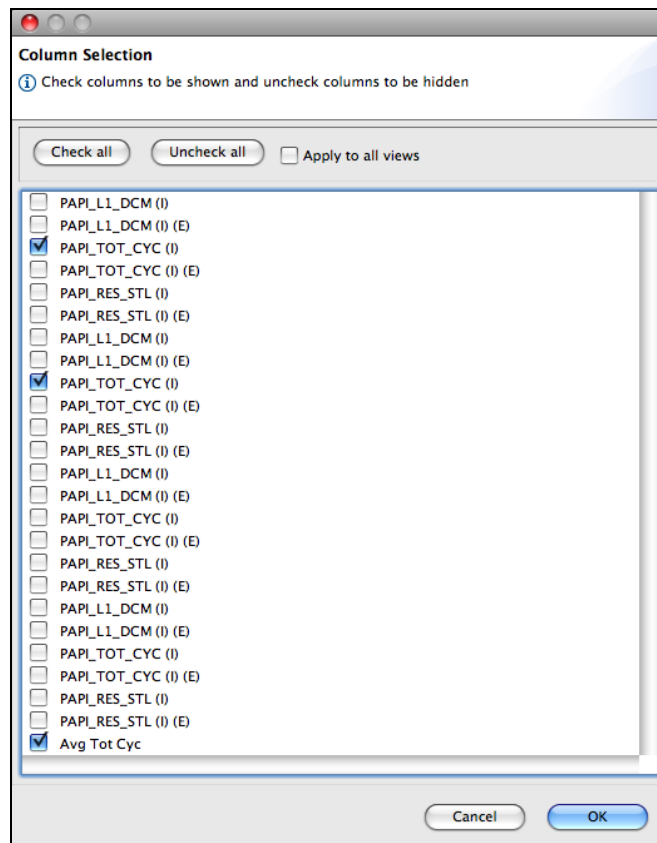 Column Selection
Check columns to be shown and uncheck columns to be hidden
Check all Uncheck all Apply to all views
PAPI_L1_DCM (I)
PAPI_L1_DCM (I) (E)
PAPI_TOT_CYC (I)
PAPI_TOT_CYC (I) (E)
PAPI_RES_STL (I)
PAPI_RES_STL (I) (E)
PAPI_L1_DCM (I)
PAPI_L1_DCM (I) (E)
PAPI_TOT_CYC (I)
PAPI_TOT_CYC (I) (E)
PAPI_RES_STL (I)
PAPI_RES_STL (I) (E)
PAPI_L1_DCM (I)
PAPI_L1_DCM (I) (E)
PAPI_TOT_CYC (I)
PAPI_TOT_CYC (I) (E)
PAPI_RES_STL (I)
PAPI_RES_STL (I) (E)
PAPI_L1_DCM (I)
PAPI_L1_DCM (I) (E)
PAPI_TOT_CYC (I)
PAPI_TOT_CYC (I) (E)
PAPI_RES_STL (I)
PAPI_RES_STL (I) (E)
Avg Tot Cyc
Cancel OK